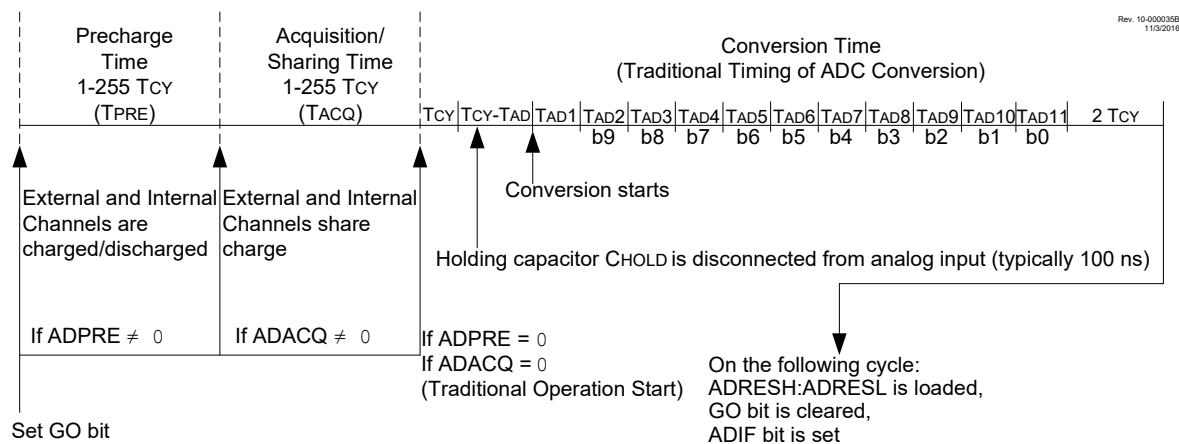 Rev. 10-000035B
11/3/2016
Precharge
Time
1-255 TCY
(TPRE)
Acquisition/
Sharing Time
1-255 TCY
(TACQ)
Conversion Time
(Traditional Timing of ADC Conversion)
TCY TCY-TAD TAD1 TAD2 TAD3 TAD4 TAD5 TAD6 TAD7 TAD8 TAD9 TAD10 TAD11 2 TCY
b9 b8 b7 b6 b5 b4 b3 b2 b1 b0
Conversion starts
External and Internal
Channels are
charged/discharged
External and Internal
Channels share
charge
Holding capacitor CHOLD is disconnected from analog input (typically 100 ns)
If ADPRE ≠ 0
If ADACQ ≠ 0
If ADPRE = 0
If ADACQ = 0
(Traditional Operation Start)
On the following cycle:
ADRESH:ADRESL is loaded,
GO bit is cleared,
ADIF bit is set
Set GO bit